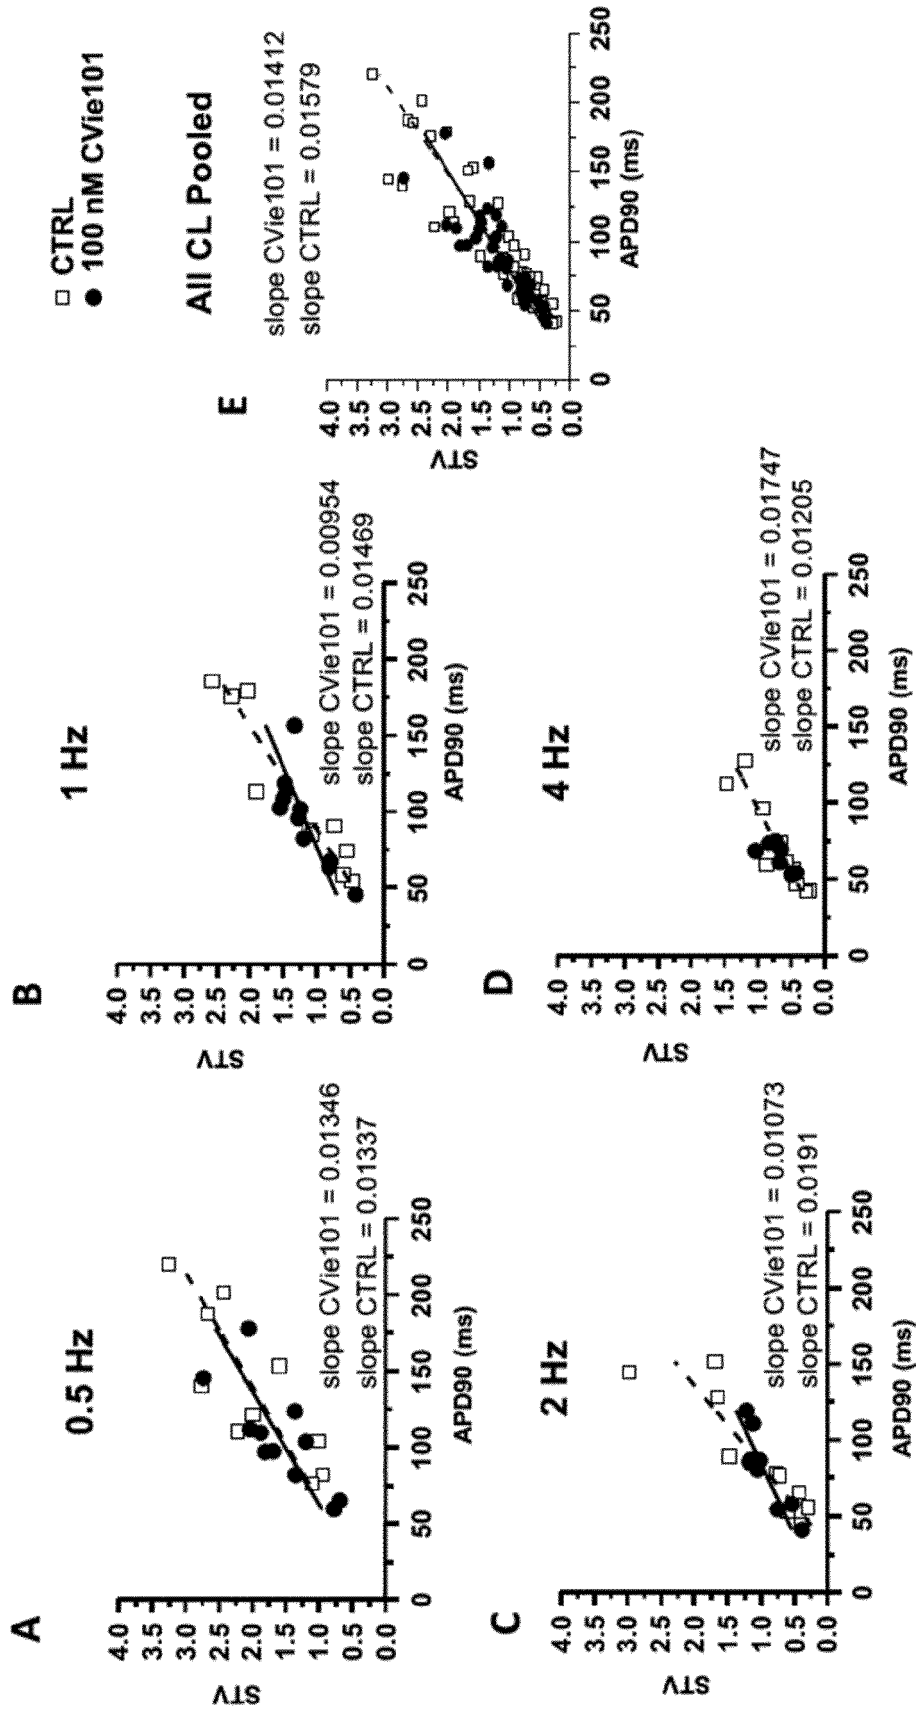 □ CTRL
● 100 nM CVie101
A
0.5 Hz
STV
4.0
3.5
3.0
2.5
2.0
1.5
1.0
0.5
0.0
0 50 100 150 200 250
APD90 (ms)
slope CVie101 = 0.01346
slope CTRL = 0.01337
B
1 Hz
STV
4.0
3.5
3.0
2.5
2.0
1.5
1.0
0.5
0.0
0 50 100 150 200 250
APD90 (ms)
slope CVie101 = 0.00954
slope CTRL = 0.01469
E
All CL Pooled
slope CVie101 = 0.01412
slope CTRL = 0.01579
STV
4.0
3.5
3.0
2.5
2.0
1.5
1.0
0.5
0.0
0 50 100 150 200 250
APD90 (ms)
C
2 Hz
STV
4.0
3.5
3.0
2.5
2.0
1.5
1.0
0.5
0.0
0 50 100 150 200 250
APD90 (ms)
slope CVie101 = 0.01073
slope CTRL = 0.0191
D
4 Hz
STV
4.0
3.5
3.0
2.5
2.0
1.5
1.0
0.5
0.0
0 50 100 150 200 250
APD90 (ms)
slope CVie101 = 0.01747
slope CTRL = 0.01205